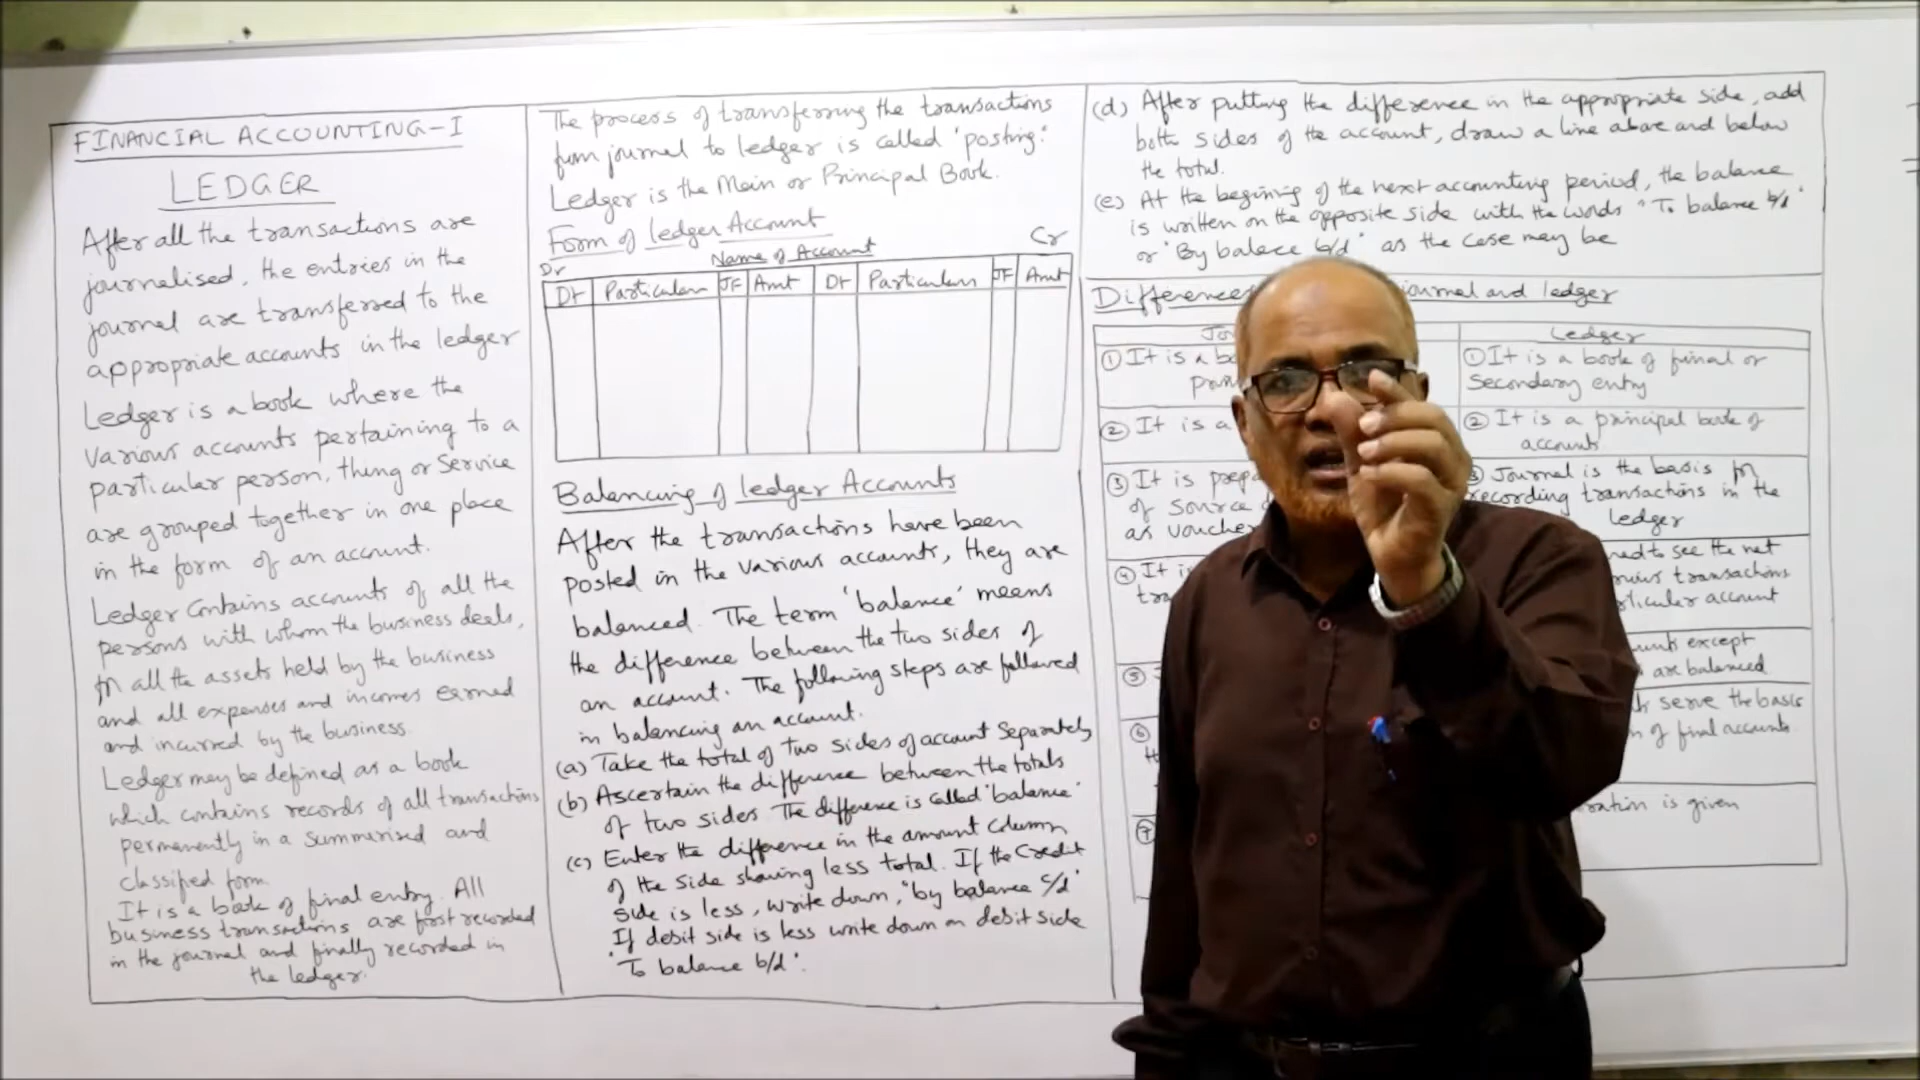 FINANCIAL ACCOUNTING-I
LEDGER
After all the transactions are
journalised, the entries in the
journal are transferred to the
appropriate accounts in the ledger
Ledger is a book where the
various accounts pertaining to a
particular person, thing or service
are grouped together in one place
in the form of an account.
Ledger Contains accounts of all the
persons with whom the business deals,
for all the assets held by the business
and all expenses and incomes earned
and incurred by the business.
Ledger may be defined as a book
which contains records of all transactions
permanently in a summarised and
classified form.
It is a book of final entry. All
business transactions are first recorded
in the journal and finally recorded in
the ledger.
The process of transferring the transactions
from journal to ledger is called 'posting'.
Ledger is the Main or Principal Book.
Form of ledger Account
Dr Name of Account Cr
Dt Particulars JF Amt Dt Particulars JF Amt
Balancing of ledger Accounts
After the transactions have been
posted in the various accounts, they are
balanced. The term 'balance' means
the difference between the two sides of
an account. The following steps are followed
in balancing an account.
(a) Take the total of two sides of account Separately
(b) Ascertain the difference between the totals
of two sides. The difference is called 'balance'
(c) Enter the difference in the amount column
of the side showing less total. If the Credit
side is less, write down, "by balance c/d"
If debit side is less write down on debit side
'To balance b/d'.
(d) After putting the difference in the appropriate side, add
both sides of the account, draw a line above and below
the total.
(e) At the beginning of the next accounting period, the balance
is written on the opposite side with the words "To balance b/d"
or "By balace b/d" as the case may be
Differences journal and ledger
Ledger
① It is a bo
① It is a book of final or
secondary entry
② It is a
② It is a principal book of
accounts
③ It is prepa
of source
as voucher
③ Journal is the basis for
recording transactions in the
ledger
④ It i
tra
to see the net
transactions
rticular account
⑤
except
are balanced
⑥
serve the basis
of final accounts.
⑦
ration is given